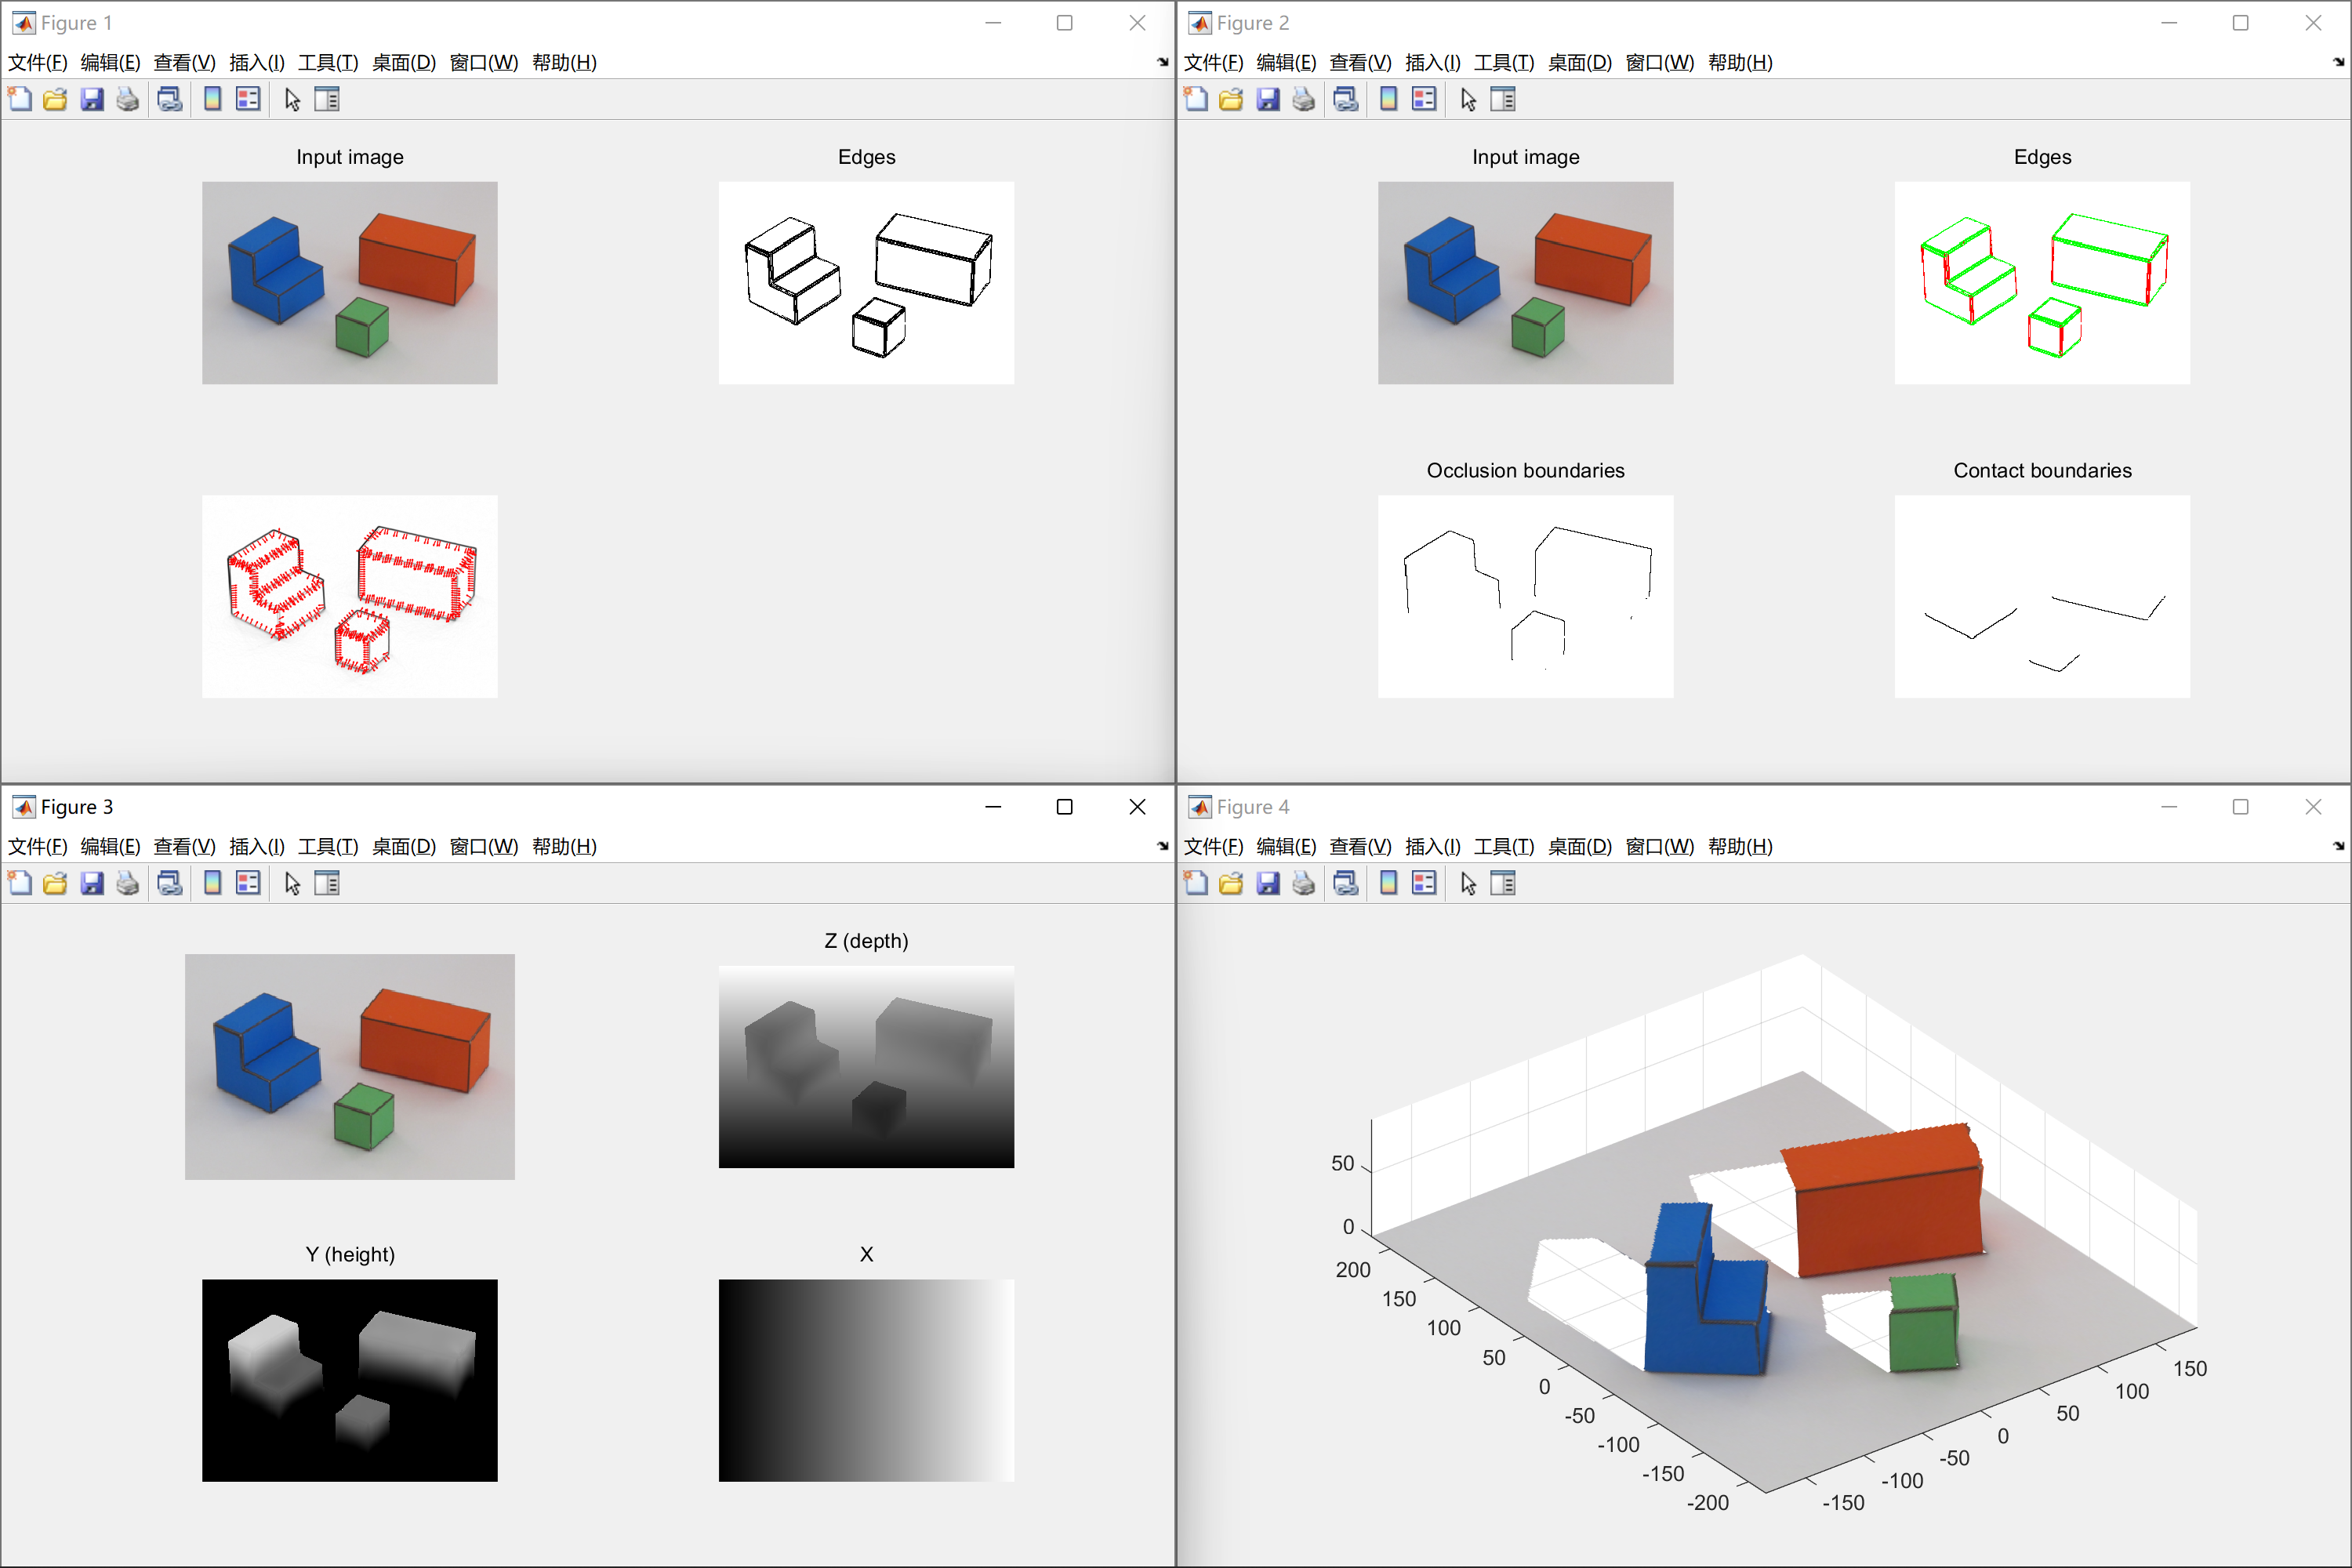 Figure 1
文件(F) 编辑(E) 查看(V) 插入(I) 工具(T) 桌面(D) 窗口(W) 帮助(H)
Input image
Edges
Figure 2
文件(F) 编辑(E) 查看(V) 插入(I) 工具(T) 桌面(D) 窗口(W) 帮助(H)
Input image
Edges
Occlusion boundaries
Contact boundaries
Figure 3
文件(F) 编辑(E) 查看(V) 插入(I) 工具(T) 桌面(D) 窗口(W) 帮助(H)
Z (depth)
Y (height)
X
Figure 4
文件(F) 编辑(E) 查看(V) 插入(I) 工具(T) 桌面(D) 窗口(W) 帮助(H)
50
0
200
150
100
50
0
-50
-100
-150
-200
150
100
50
0
-50
-100
-150